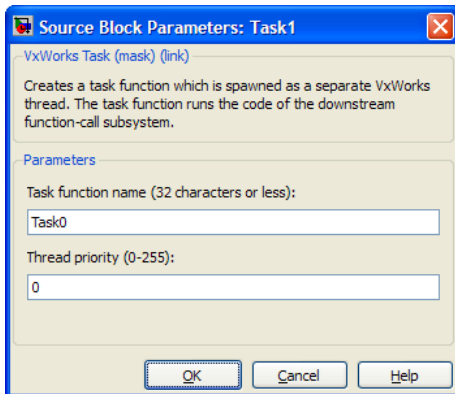 Source Block Parameters: Task1
VxWorks Task (mask) (link)
Creates a task function which is spawned as a separate VxWorks
thread. The task function runs the code of the downstream
function-call subsystem.
Parameters
Task function name (32 characters or less):
Task0
Thread priority (0-255):
0
OK Cancel Help